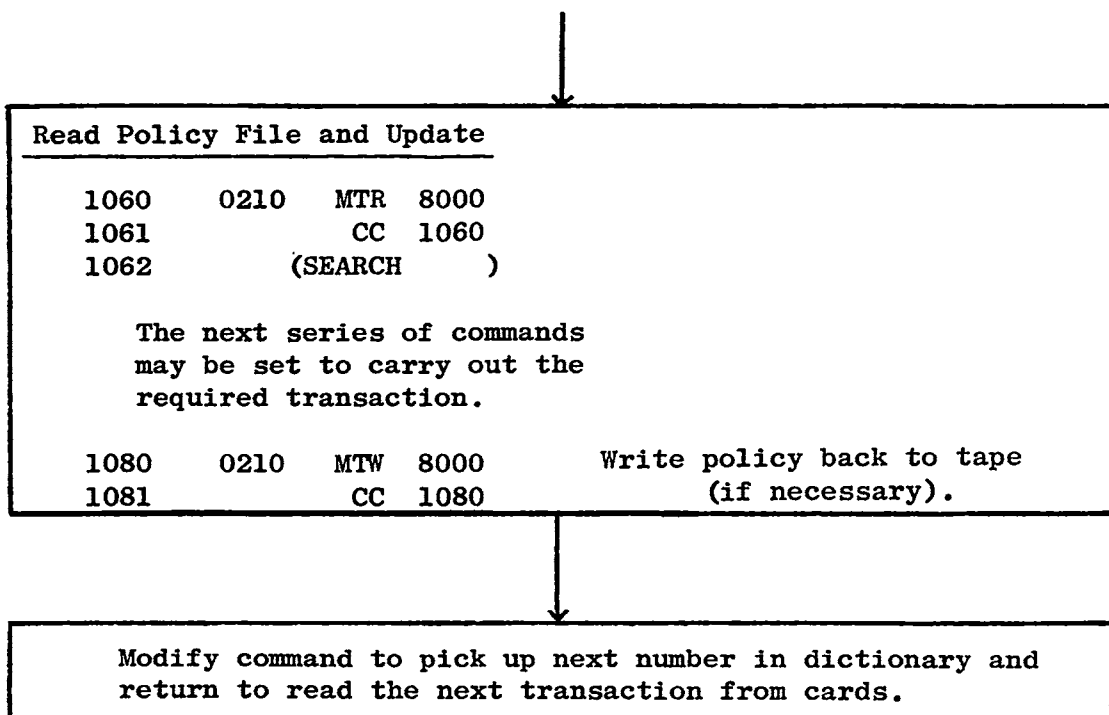 Read Policy File and Update
1060 0210 MTR 8000
1061 CC 1060
1062 (SEARCH )
The next series of commands
may be set to carry out the
required transaction.
1080 0210 MTW 8000 Write policy back to tape
1081 CC 1080 (if necessary).
Modify command to pick up next number in dictionary and
return to read the next transaction from cards.